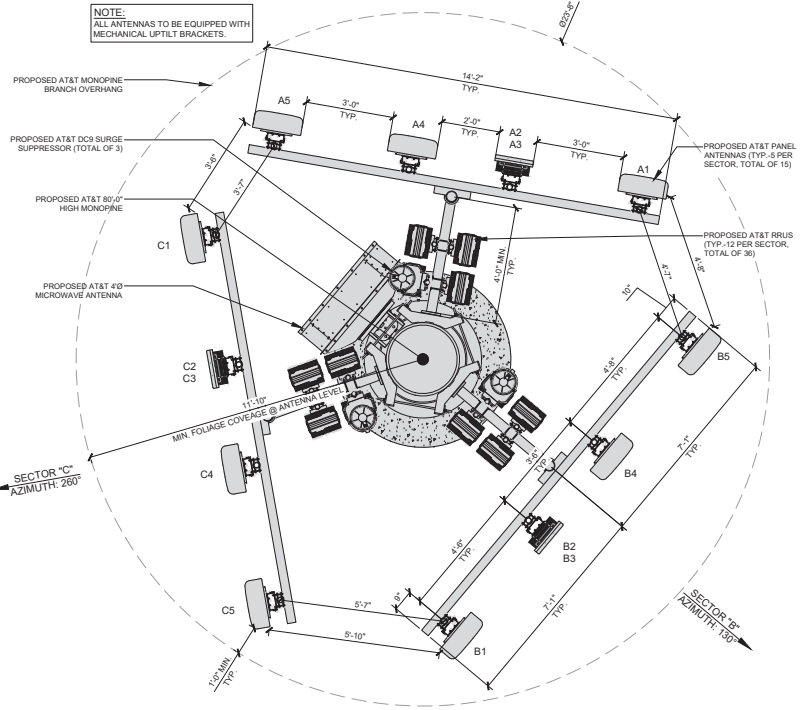 NOTE:
ALL ANTENNAS TO BE EQUIPPED WITH
MECHANICAL UPTILT BRACKETS.
Ø23'-8"
PROPOSED AT&T MONOPINE
BRANCH OVERHANG
14'-2"
TYP.
A5
3'-0"
TYP.
A4
2'-0"
TYP.
A2
A3
3'-0"
TYP.
A1
PROPOSED AT&T PANEL
ANTENNAS (TYP.-5 PER
SECTOR, TOTAL OF 15)
PROPOSED AT&T DC9 SURGE
SUPPRESSOR (TOTAL OF 3)
3'-6"
3'-7"
PROPOSED AT&T 80'-0"
HIGH MONOPINE
C1
PROPOSED AT&T RRUS
(TYP.-12 PER SECTOR,
TOTAL OF 36)
4'-0" MIN.
TYP.
4'-7"
4'-8"
PROPOSED AT&T 4'Ø
MICROWAVE ANTENNA
10"
B5
C2
C3
4'-8"
TYP.
11'-10"
MIN. FOLIAGE COVEAGE @ ANTENNA LEVEL
7'-1"
TYP.
3'-6"
TYP.
B4
C4
SECTOR "C"
AZIMUTH: 260°
4'-6"
TYP.
B2
B3
7'-1"
TYP.
9"
SECTOR "B"
AZIMUTH: 130°
C5
5'-7"
5'-10"
B1
1'-0" MIN.
TYP.